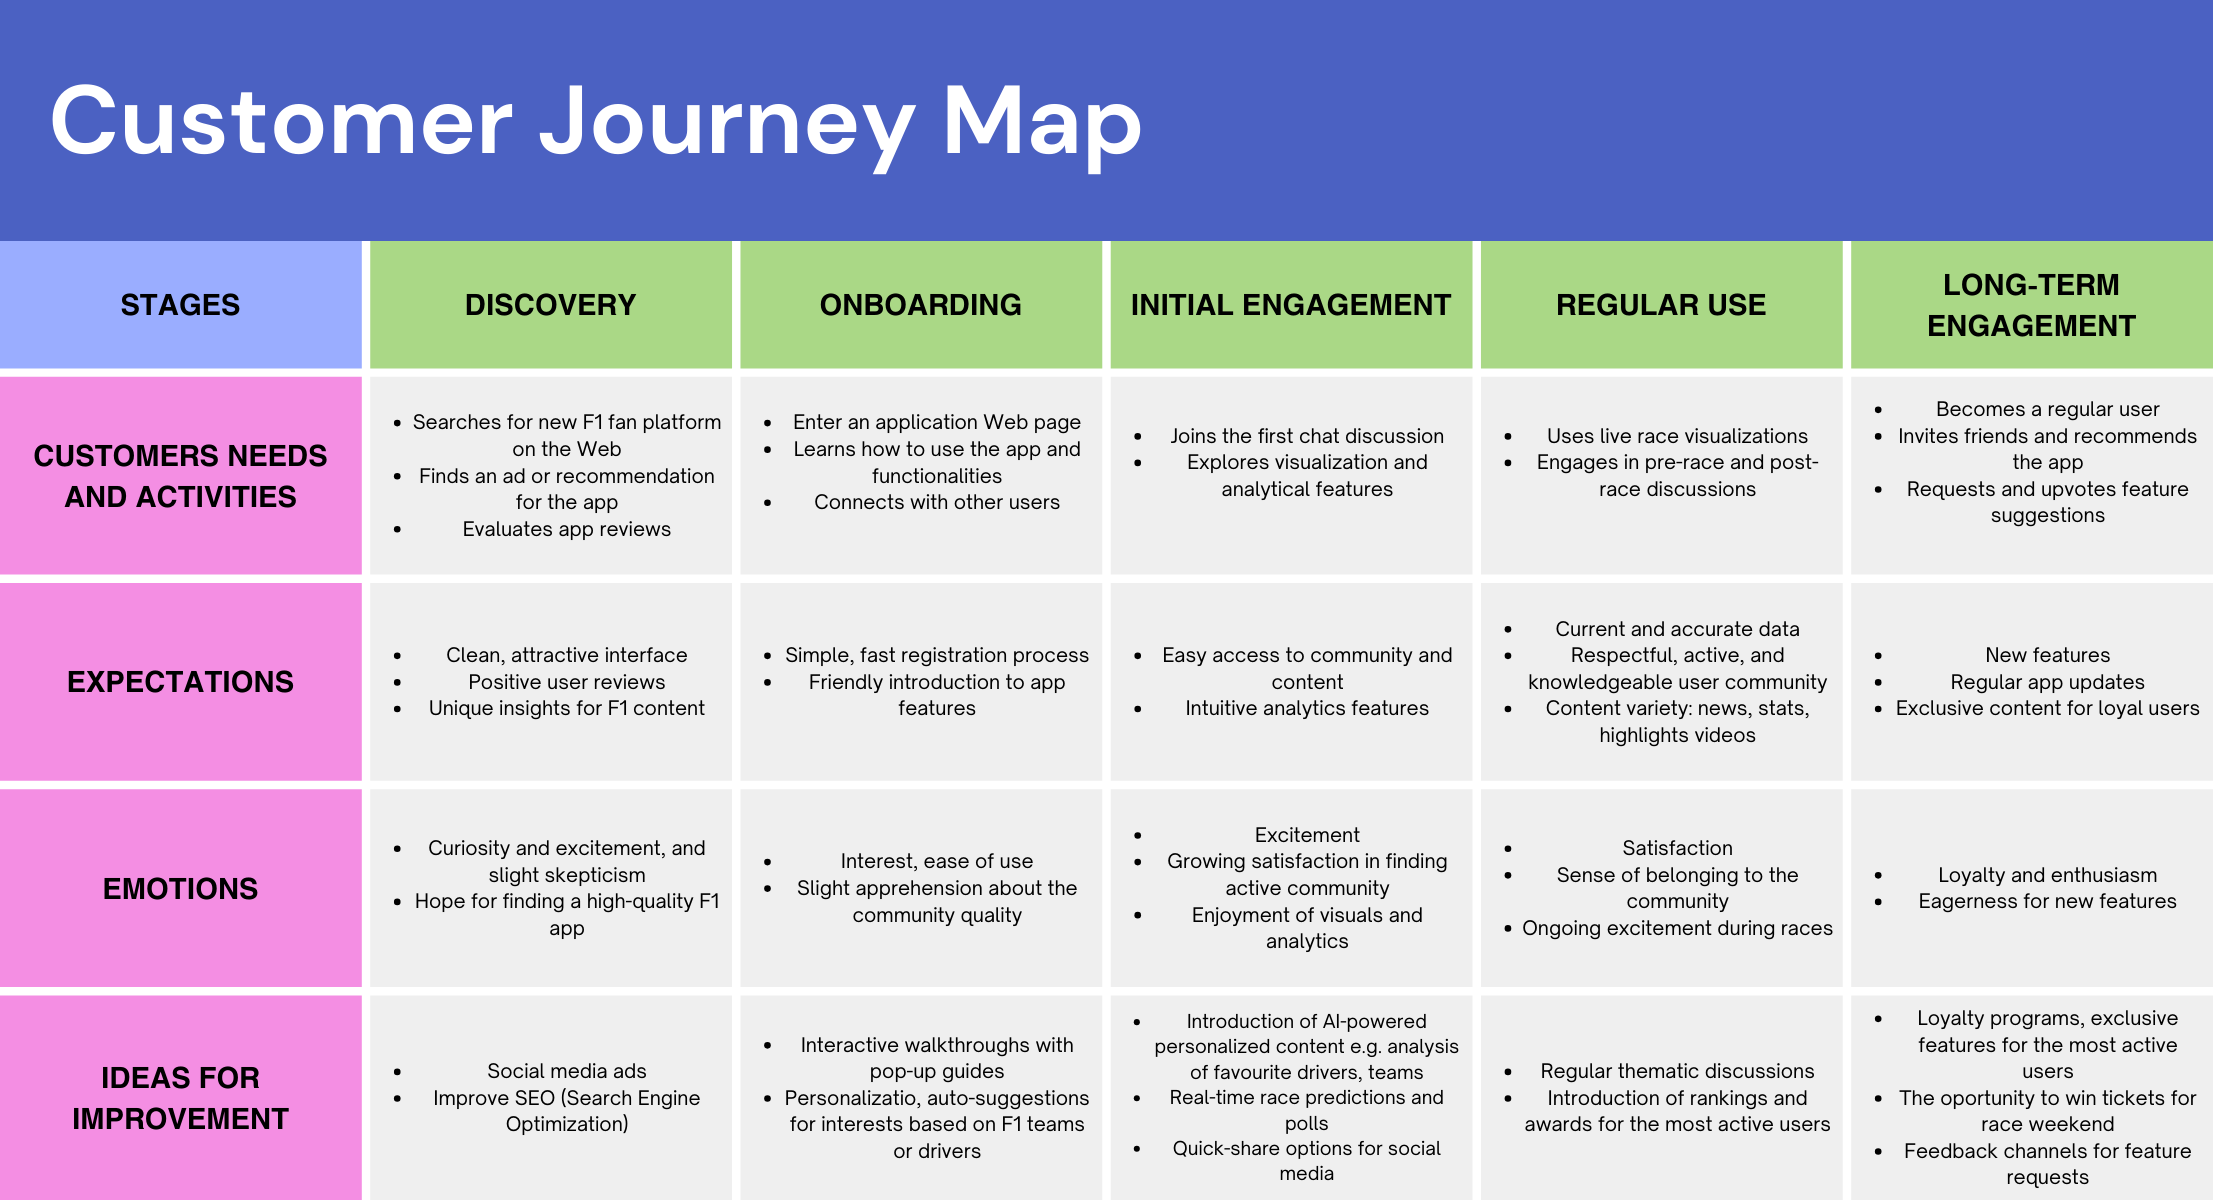 Customer Journey Map
STAGES
DISCOVERY
ONBOARDING
INITIAL ENGAGEMENT
REGULAR USE
LONG-TERM
ENGAGEMENT
CUSTOMERS NEEDS
AND ACTIVITIES
• Searches for new F1 fan platform
on the Web
• Finds an ad or recommendation
for the app
• Evaluates app reviews
• Enter an application Web page
• Learns how to use the app and
functionalities
• Connects with other users
• Joins the first chat discussion
• Explores visualization and
analytical features
• Uses live race visualizations
• Engages in pre-race and post-
race discussions
• Becomes a regular user
• Invites friends and recommends
the app
• Requests and upvotes feature
suggestions
EXPECTATIONS
• Clean, attractive interface
• Positive user reviews
• Unique insights for F1 content
• Simple, fast registration process
• Friendly introduction to app
features
• Easy access to community and
content
• Intuitive analytics features
• Current and accurate data
• Respectful, active, and
knowledgeable user community
• Content variety: news, stats,
highlights videos
• New features
• Regular app updates
• Exclusive content for loyal users
EMOTIONS
• Curiosity and excitement, and
slight skepticism
• Hope for finding a high-quality F1
app
• Interest, ease of use
• Slight apprehension about the
community quality
• Excitement
• Growing satisfaction in finding
active community
• Enjoyment of visuals and
analytics
• Satisfaction
• Sense of belonging to the
community
• Ongoing excitement during races
• Loyalty and enthusiasm
• Eagerness for new features
IDEAS FOR
IMPROVEMENT
• Social media ads
• Improve SEO (Search Engine
Optimization)
• Interactive walkthroughs with
pop-up guides
• Personalizatio, auto-suggestions
for interests based on F1 teams
or drivers
• Introduction of AI-powered
personalized content e.g. analysis
of favourite drivers, teams
• Real-time race predictions and
polls
• Quick-share options for social
media
• Regular thematic discussions
• Introduction of rankings and
awards for the most active users
• Loyalty programs, exclusive
features for the most active
users
• The oportunity to win tickets for
race weekend
• Feedback channels for feature
requests